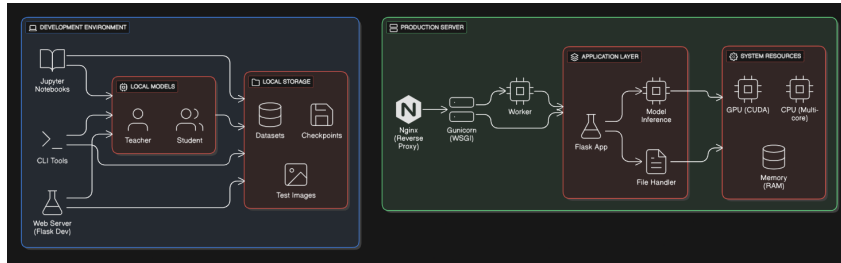 DEVELOPMENT ENVIRONMENT
Jupyter
Notebooks
CLI Tools
Web Server
(Flask Dev)
LOCAL MODELS
Teacher
Student
LOCAL STORAGE
Datasets
Checkpoints
Test Images
PRODUCTION SERVER
N
Nginx
(Reverse
Proxy)
Gunicorn
(WSGI)
Worker
APPLICATION LAYER
Flask App
Model
Inference
File Handler
SYSTEM RESOURCES
GPU (CUDA)
CPU (Multi-
core)
Memory
(RAM)